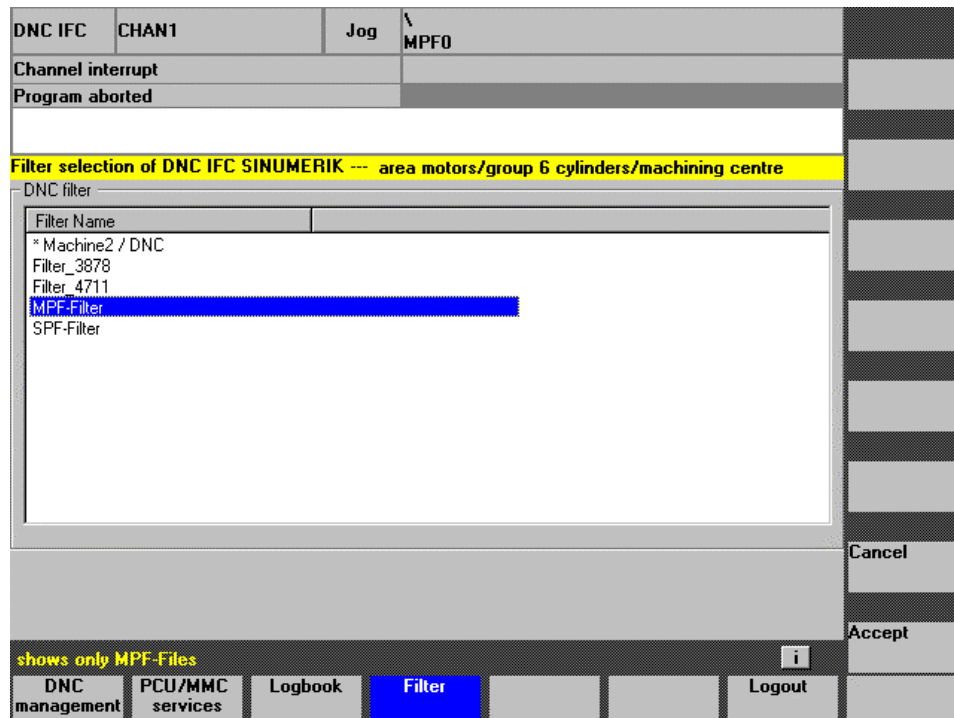 DNC IFC CHAN1 Jog \
MPF0
Channel interrupt
Program aborted
Filter selection of DNC IFC SINUMERIK --- area motors/group 6 cylinders/machining centre
DNC filter
Filter Name
* Machine2 / DNC
Filter_3878
Filter_4711
MPF-Filter
SPF-Filter
Cancel
Accept
shows only MPF-Files
i
DNC management
PCU/MMC services
Logbook
Filter
Logout